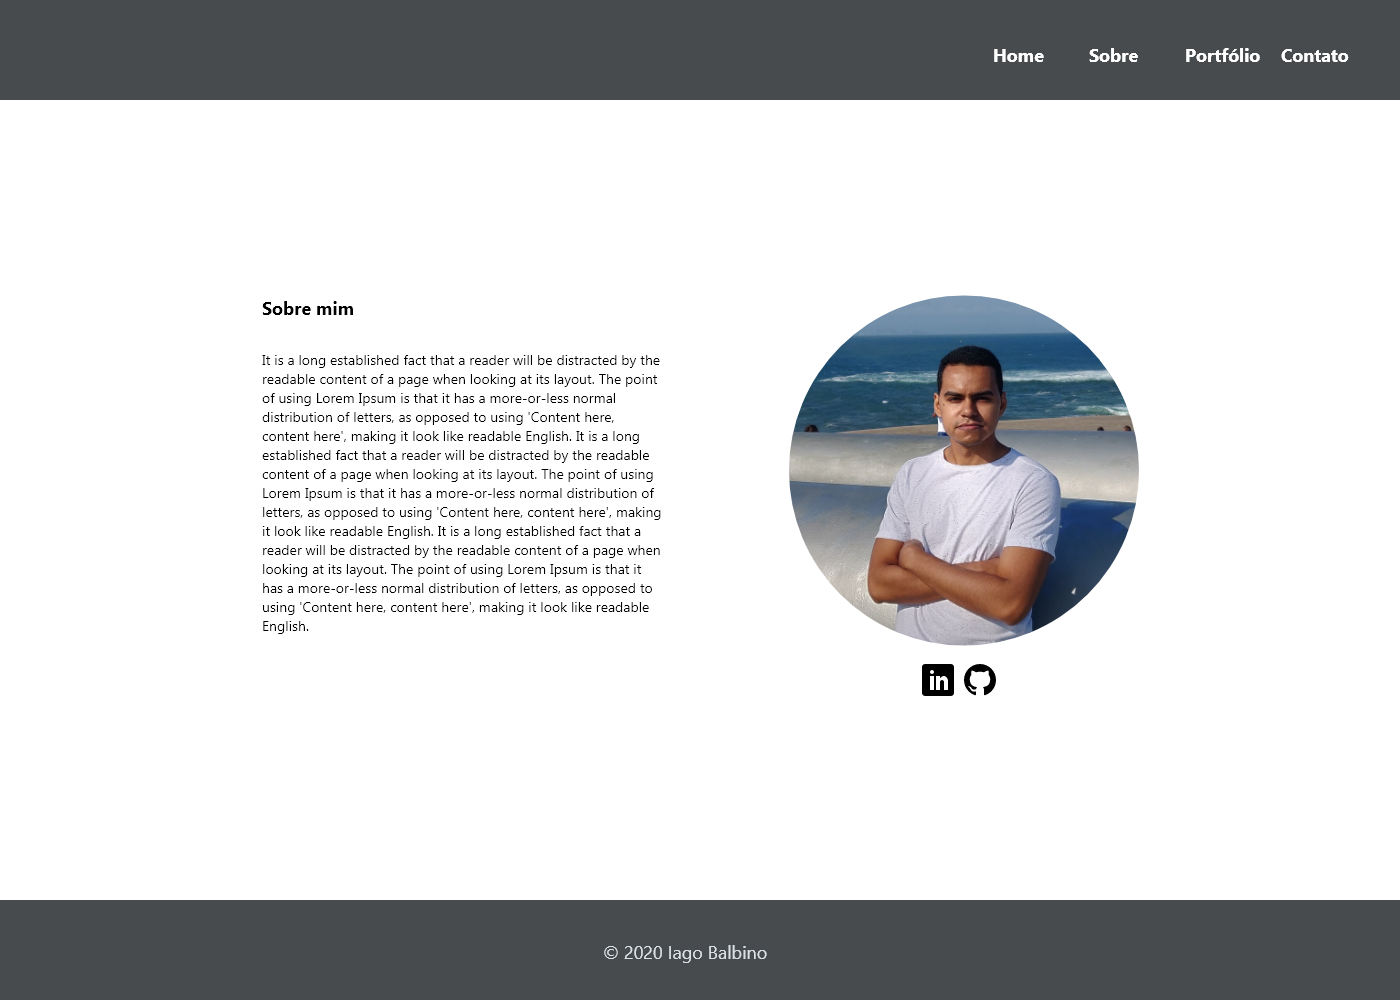 Home Sobre Portfólio Contato
Sobre mim
It is a long established fact that a reader will be distracted by the
readable content of a page when looking at its layout. The point
of using Lorem Ipsum is that it has a more-or-less normal
distribution of letters, as opposed to using 'Content here,
content here', making it look like readable English. It is a long
established fact that a reader will be distracted by the readable
content of a page when looking at its layout. The point of using
Lorem Ipsum is that it has a more-or-less normal distribution of
letters, as opposed to using 'Content here, content here', making
it look like readable English. It is a long established fact that a
reader will be distracted by the readable content of a page when
looking at its layout. The point of using Lorem Ipsum is that it
has a more-or-less normal distribution of letters, as opposed to
using 'Content here, content here', making it look like readable
English.
in
© 2020 Iago Balbino